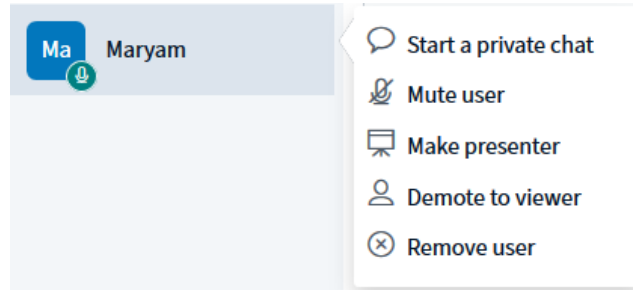 Ma
Maryam
Start a private chat
Mute user
Make presenter
Demote to viewer
Remove user